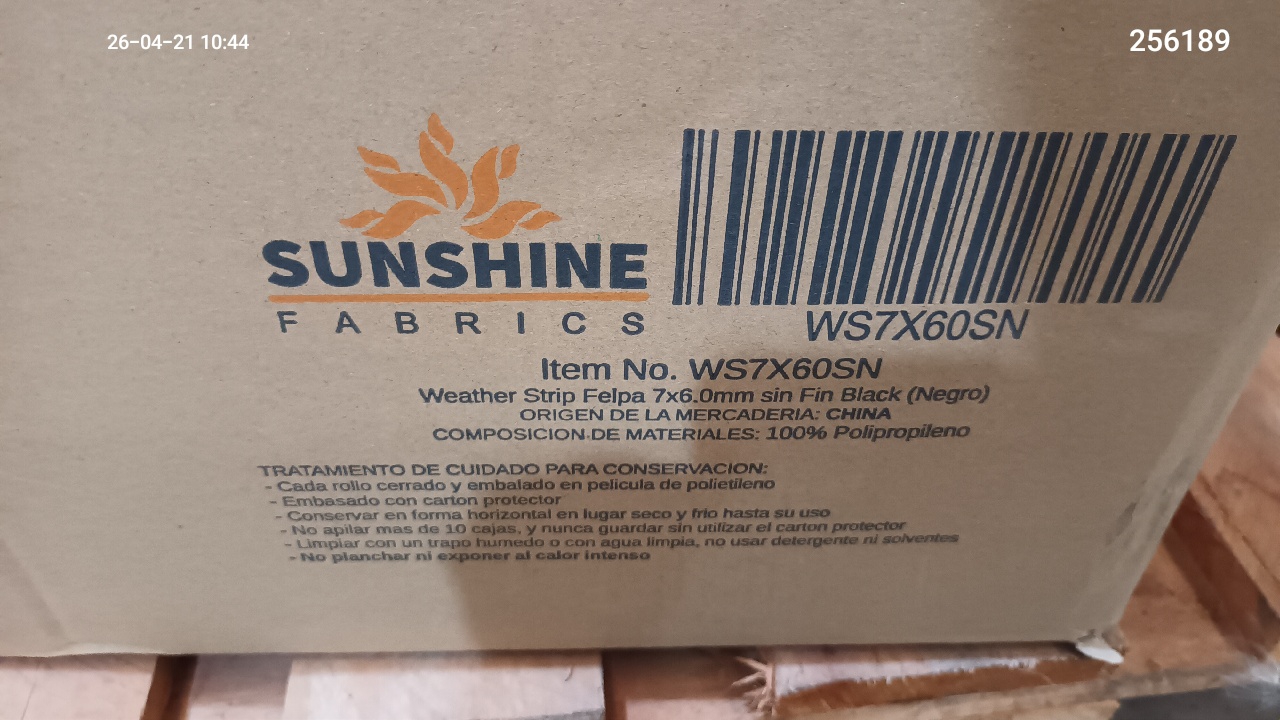 26-04-21 10:44
256189
SUNSHINE
FABRICS
WS7X60SN
Item No. WS7X60SN
Weather Strip Felpa 7x6.0mm sin Fin Black (Negro)
ORIGEN DE LA MERCADERIA: CHINA
COMPOSICION DE MATERIALES: 100% Polipropileno
TRATAMIENTO DE CUIDADO PARA CONSERVACION:
- Cada rollo cerrado y embalado en pelicula de polietileno
- Embasado con carton protector
- Conservar en forma horizontal en lugar seco y frio hasta su uso
- No apilar mas de 10 cajas, y nunca guardar sin utilizar el carton protector
- Limpiar con un trapo humedo o con agua limpia, no usar detergente ni solventes
- No planchar ni exponer al calor intenso